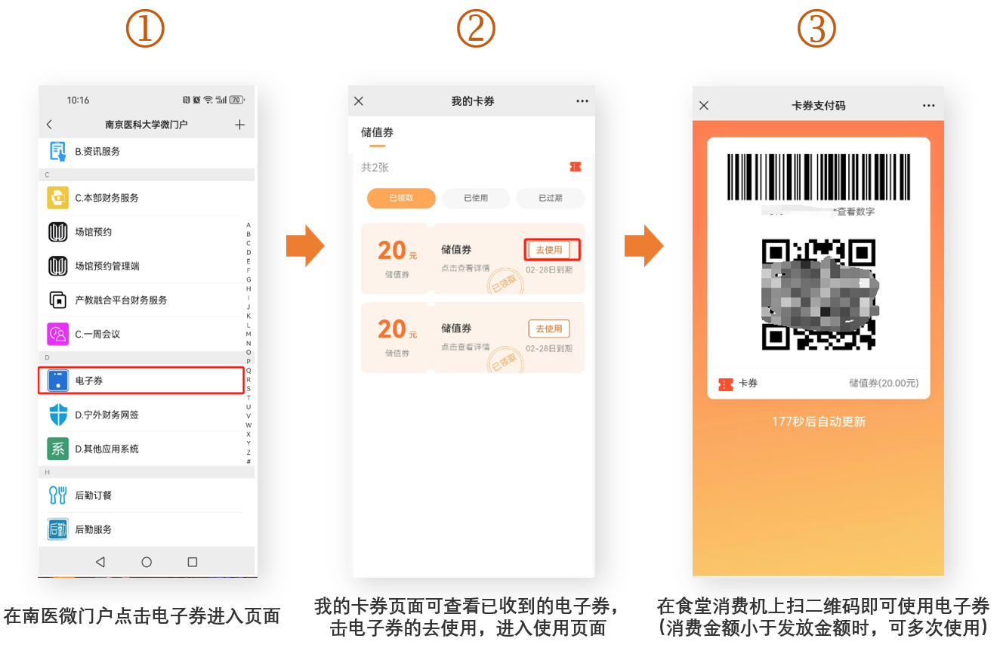 ①
②
③
10:16
70
南京医科大学微门户
B.资讯服务
C
C.本部财务服务
场馆预约
场馆预约管理端
产教融合平台财务服务
C.一周会议
D
电子券
D.宁外财务网签
系
D.其他应用系统
H
后勤订餐
后勤
后勤服务
A
B
C
D
E
F
G
H
I
J
K
L
M
N
O
P
Q
R
S
T
U
V
W
X
Y
Z
#
我的卡券
储值券
共2张
已领取
已使用
已过期
20元
储值券
储值券
点击查看详情
去使用
02-28日到期
已领取
20元
储值券
储值券
点击查看详情
去使用
02-28日到期
已领取
卡券支付码
*查看数字
卡券
储值券(20.00元)
177秒后自动更新
在南医微门户点击电子券进入页面
我的卡券页面可查看已收到的电子券，
击电子券的去使用，进入使用页面
在食堂消费机上扫二维码即可使用电子券
（消费金额小于发放金额时，可多次使用）